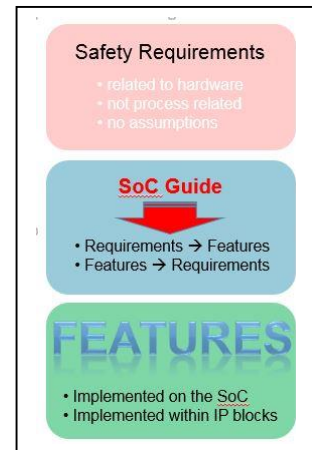 Safety Requirements
• related to hardware
• not process related
• no assumptions
SoC Guide
• Requirements → Features
• Features → Requirements
FEATURES
• Implemented on the SoC
• Implemented within IP blocks